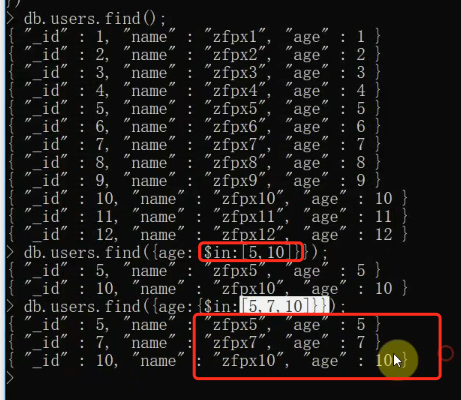 })
> db.users.find();
{ "_id" : 1, "name" : "zfpx1", "age" : 1 }
{ "_id" : 2, "name" : "zfpx2", "age" : 2 }
{ "_id" : 3, "name" : "zfpx3", "age" : 3 }
{ "_id" : 4, "name" : "zfpx4", "age" : 4 }
{ "_id" : 5, "name" : "zfpx5", "age" : 5 }
{ "_id" : 6, "name" : "zfpx6", "age" : 6 }
{ "_id" : 7, "name" : "zfpx7", "age" : 7 }
{ "_id" : 8, "name" : "zfpx8", "age" : 8 }
{ "_id" : 9, "name" : "zfpx9", "age" : 9 }
{ "_id" : 10, "name" : "zfpx10", "age" : 10 }
{ "_id" : 11, "name" : "zfpx11", "age" : 11 }
{ "_id" : 12, "name" : "zfpx12", "age" : 12 }
> db.users.find({age:{$in:[5,10]}});
{ "_id" : 5, "name" : "zfpx5", "age" : 5 }
{ "_id" : 10, "name" : "zfpx10", "age" : 10 }
> db.users.find({age:{$in:[5,7,10]}});
{ "_id" : 5, "name" : "zfpx5", "age" : 5 }
{ "_id" : 7, "name" : "zfpx7", "age" : 7 }
{ "_id" : 10, "name" : "zfpx10", "age" : 10 }
>